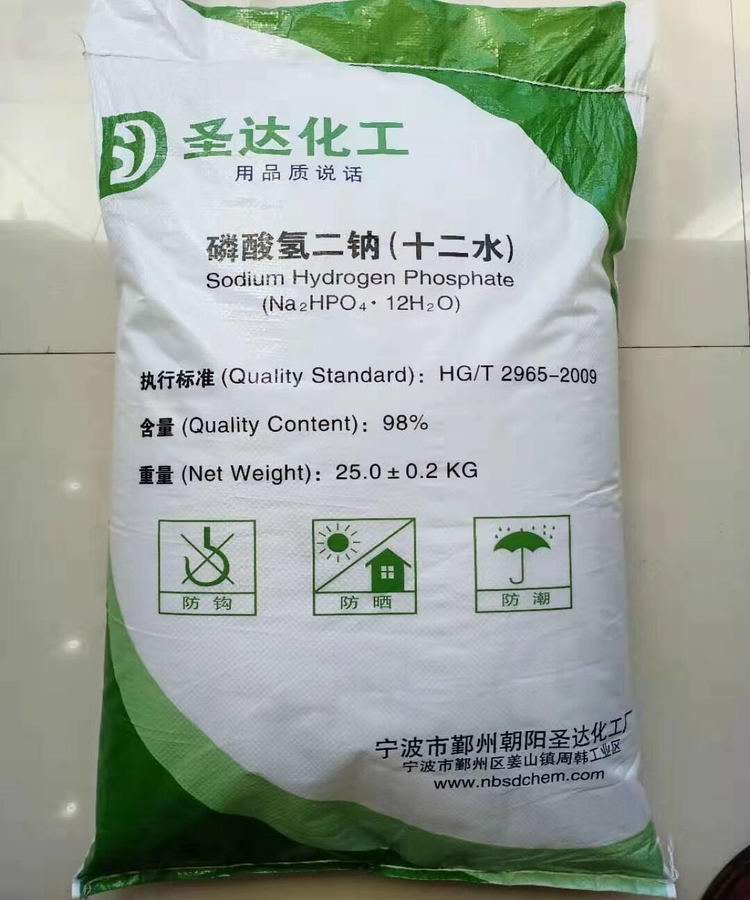 SD 圣达化工
用品质说话
磷酸氢二钠(十二水)
Sodium Hydrogen Phosphate
(Na₂HPO₄·12H₂O)
执行标准 (Quality Standard): HG/T 2965-2009
含量 (Quality Content): 98%
重量 (Net Weight): 25.0±0.2 KG
防钩
防晒
防潮
宁波市鄞州朝阳圣达化工厂
宁波市鄞州区姜山镇周韩工业区
www.nbsdchem.com